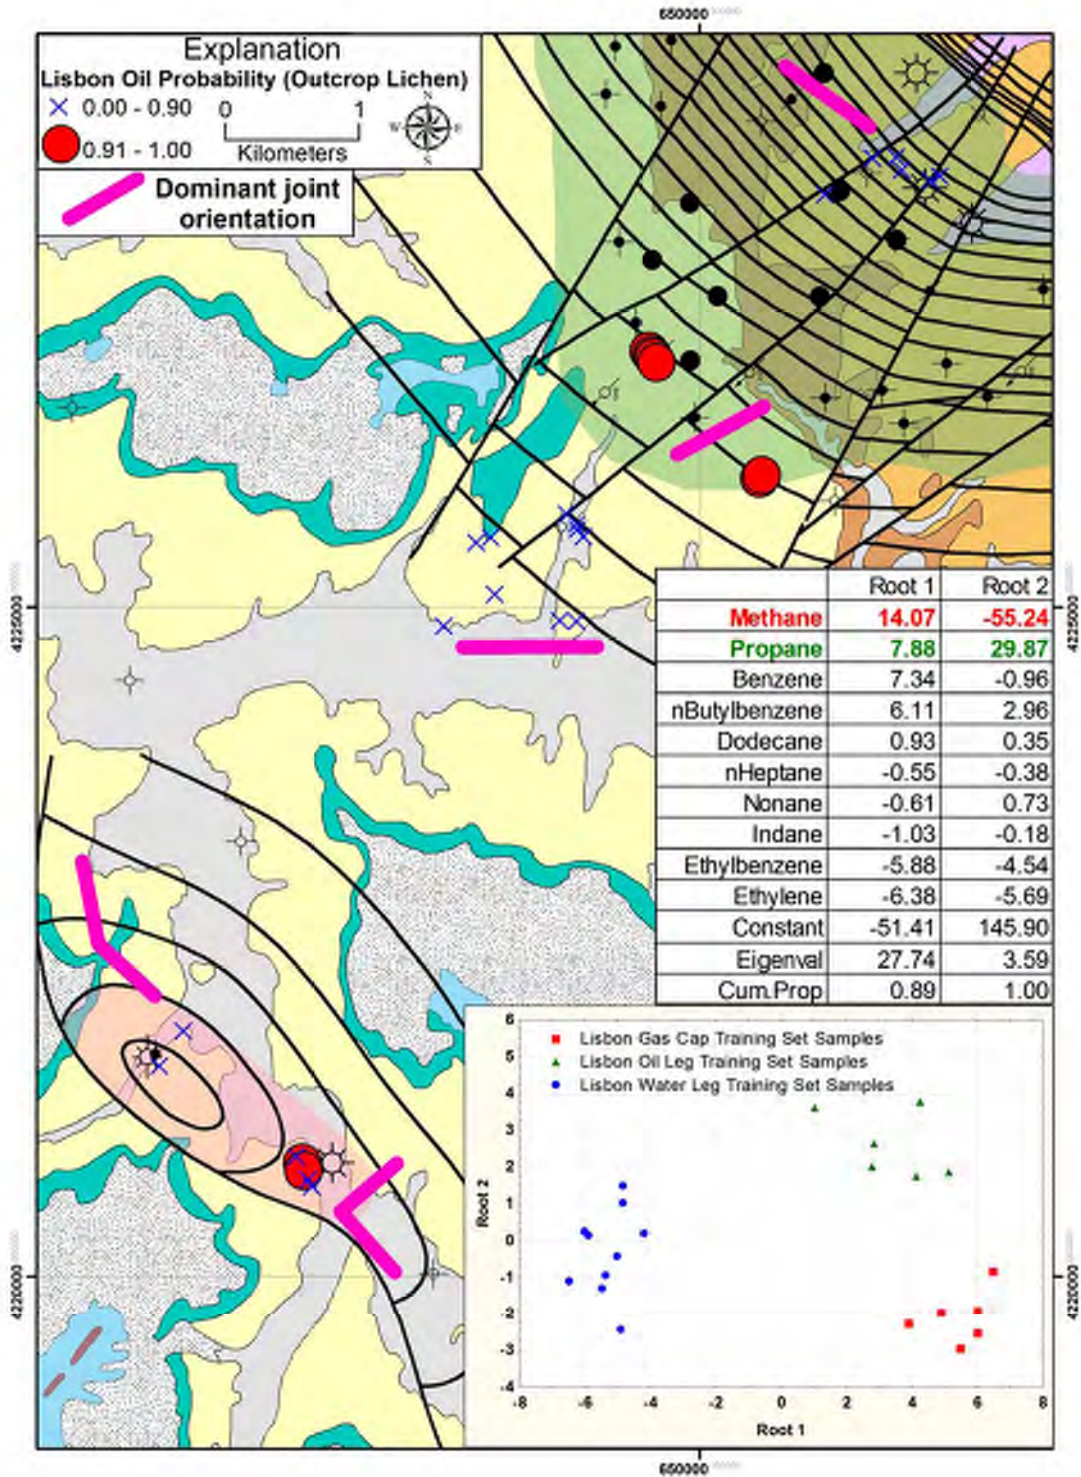 650000
Explanation
Lisbon Oil Probability (Outcrop Lichen)
0.00 - 0.90
0.91 - 1.00
0 1
Kilometers
N
W E
S
Dominant joint
orientation
4225000
4225000
Root 1 Root 2
Methane 14.07 -55.24
Propane 7.88 29.87
Benzene 7.34 -0.96
nButylbenzene 6.11 2.96
Dodecane 0.93 0.35
nHeptane -0.55 -0.38
Nonane -0.61 0.73
Indane -1.03 -0.18
Ethylbenzene -5.88 -4.54
Ethylene -6.38 -5.69
Constant -51.41 145.90
Eigenval 27.74 3.59
Cum.Prop 0.89 1.00
4220000
4220000
Lisbon Gas Cap Training Set Samples
Lisbon Oil Leg Training Set Samples
Lisbon Water Leg Training Set Samples
6
5
4
3
2
1
0
-1
-2
-3
-4
Root 2
-8 -6 -4 -2 0 2 4 6 8
Root 1
650000